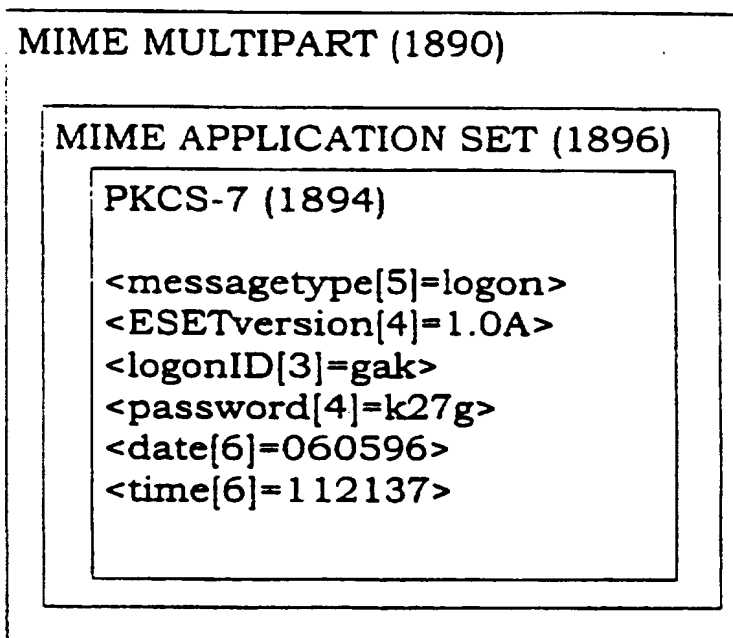 MIME MULTIPART (1890)
MIME APPLICATION SET (1896)
PKCS-7 (1894)
<messagetype[5]=logon>
<ESETversion[4]=1.0A>
<logonID[3]=gak>
<password[4]=k27g>
<date[6]=060596>
<time[6]=112137>